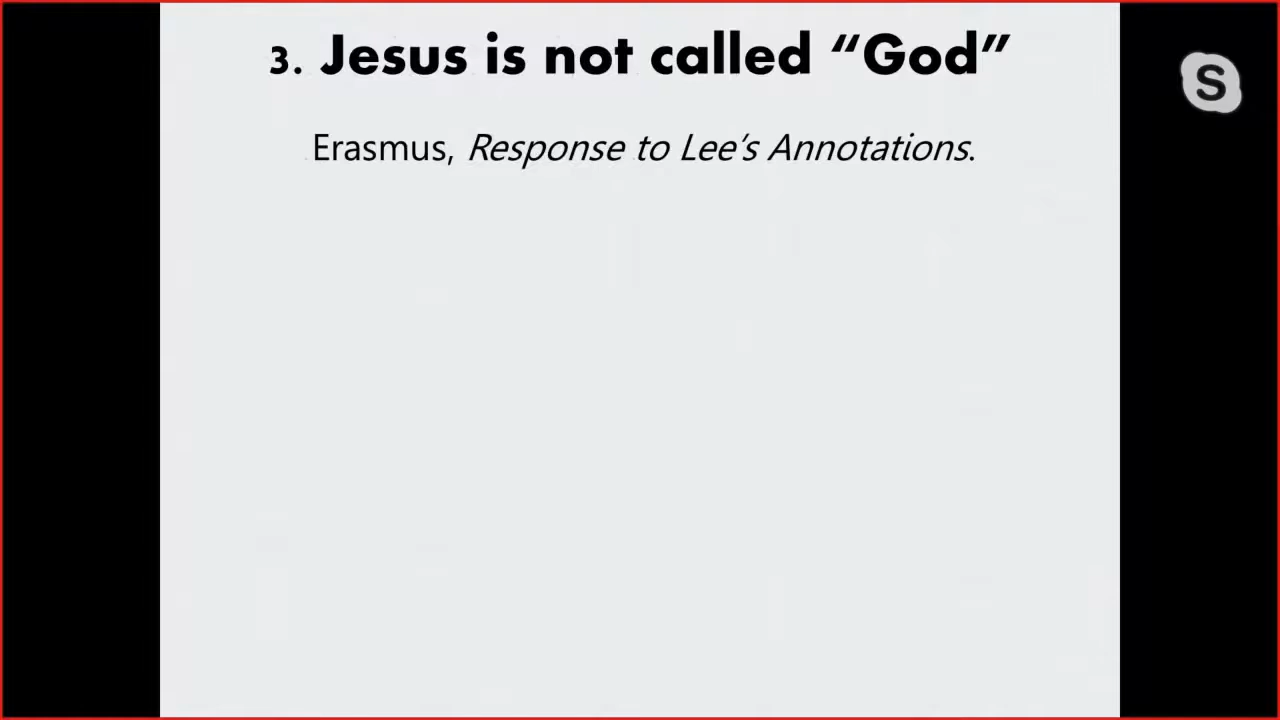 3. Jesus is not called “God”
Erasmus, Response to Lee’s Annotations.
S